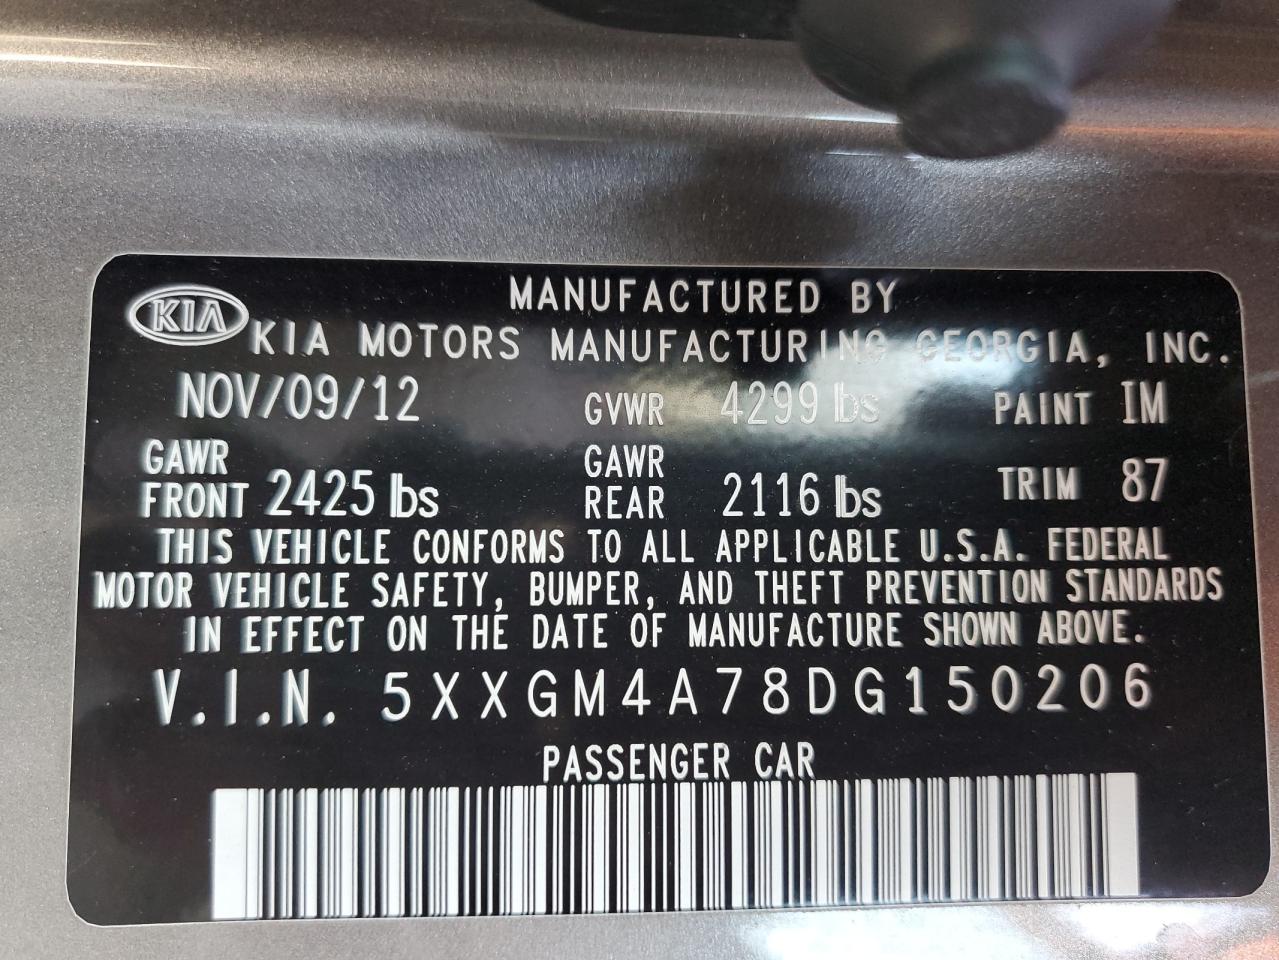 KIA
MANUFACTURED BY
KIA MOTORS MANUFACTURING GEORGIA, INC.
NOV/09/12 GVWR 4299 lbs PAINT IM
GAWR FRONT 2425 lbs GAWR REAR 2116 lbs TRIM 87
THIS VEHICLE CONFORMS TO ALL APPLICABLE U.S.A. FEDERAL
MOTOR VEHICLE SAFETY, BUMPER, AND THEFT PREVENTION STANDARDS
IN EFFECT ON THE DATE OF MANUFACTURE SHOWN ABOVE.
V.I.N. 5XXGM4A78DG150206
PASSENGER CAR